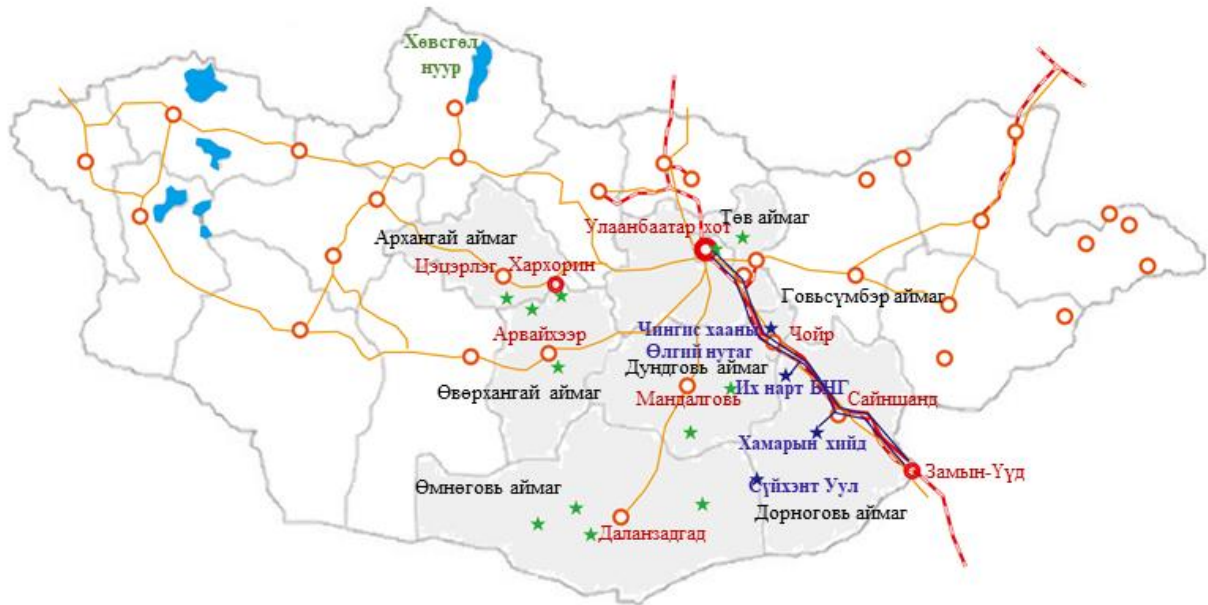 Хөвсгөл
нуур
Төв аймаг
Улаанбаатар хот
Архангай аймаг
Цэцэрлэг
Хархорин
Говьсүмбэр аймаг
Чингис хааны
Өлгий нутаг
Чойр
Арвайхээр
Дундговь аймаг
Их нарт БНГ
Өвөрхангай аймаг
Мандалговь
Сайншанд
Хамарын хийд
Замын-Үүд
Өмнөговь аймаг
Сүйхэнт Уул
Дорноговь аймаг
Даланзадгад